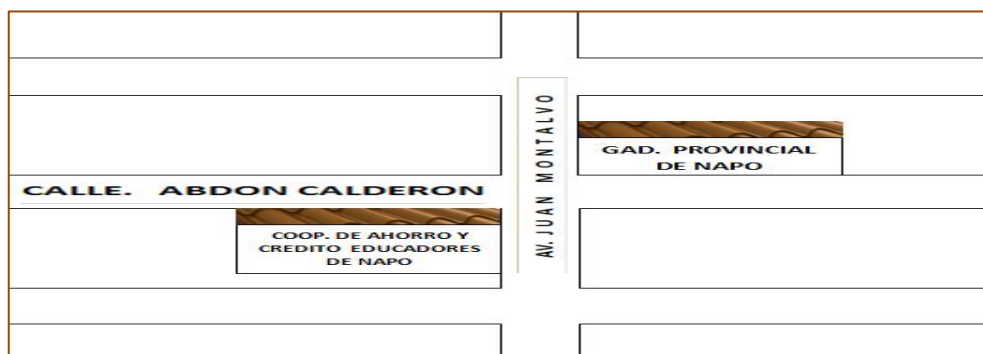 AV. JUAN MONTALVO
GAD. PROVINCIAL
DE NAPO
CALLE. ABDON CALDERON
COOP. DE AHORRO Y
CREDITO EDUCADORES
DE NAPO